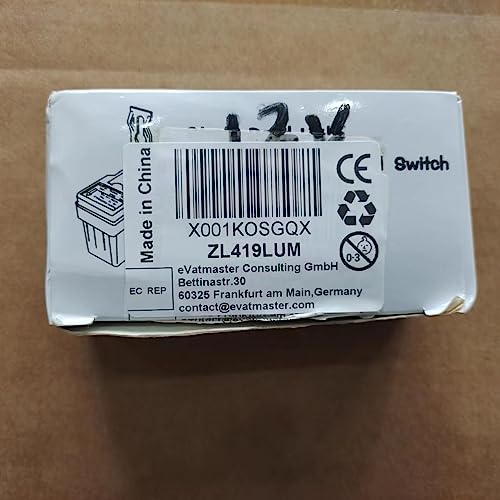 12V
Switch
Made in China
X001KOSGQX
ZL419LUM
EC REP
eVatmaster Consulting GmbH
Bettinastr.30
60325 Frankfurt am Main,Germany
contact@evatmaster.com
0-3